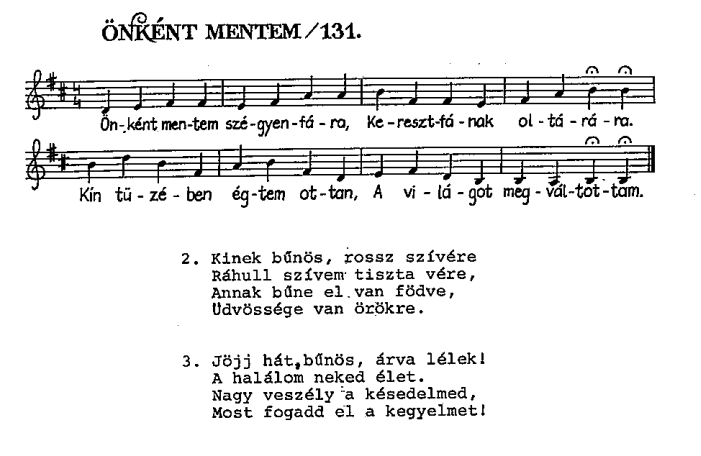 ÖNKÉNT MENTEM/131.
Ön-ként men-tem szé-gyen-fá-ra, Ke-reszt-fá-nak ol-tá-rá-ra.
Kín tü-zé-ben ég-tem ott-an, A vi-lá-got meg-vál-tot-tam.
2. Kinek bűnös, rossz szívére
Ráhull szívem tiszta vére,
Annak bűne el van födve,
Üdvössége van örökre.
3. Jöjj hát,bűnös, árva lélek!
A halálom neked élet.
Nagy veszély a késedelmed,
Most fogadd el a kegyelmet!